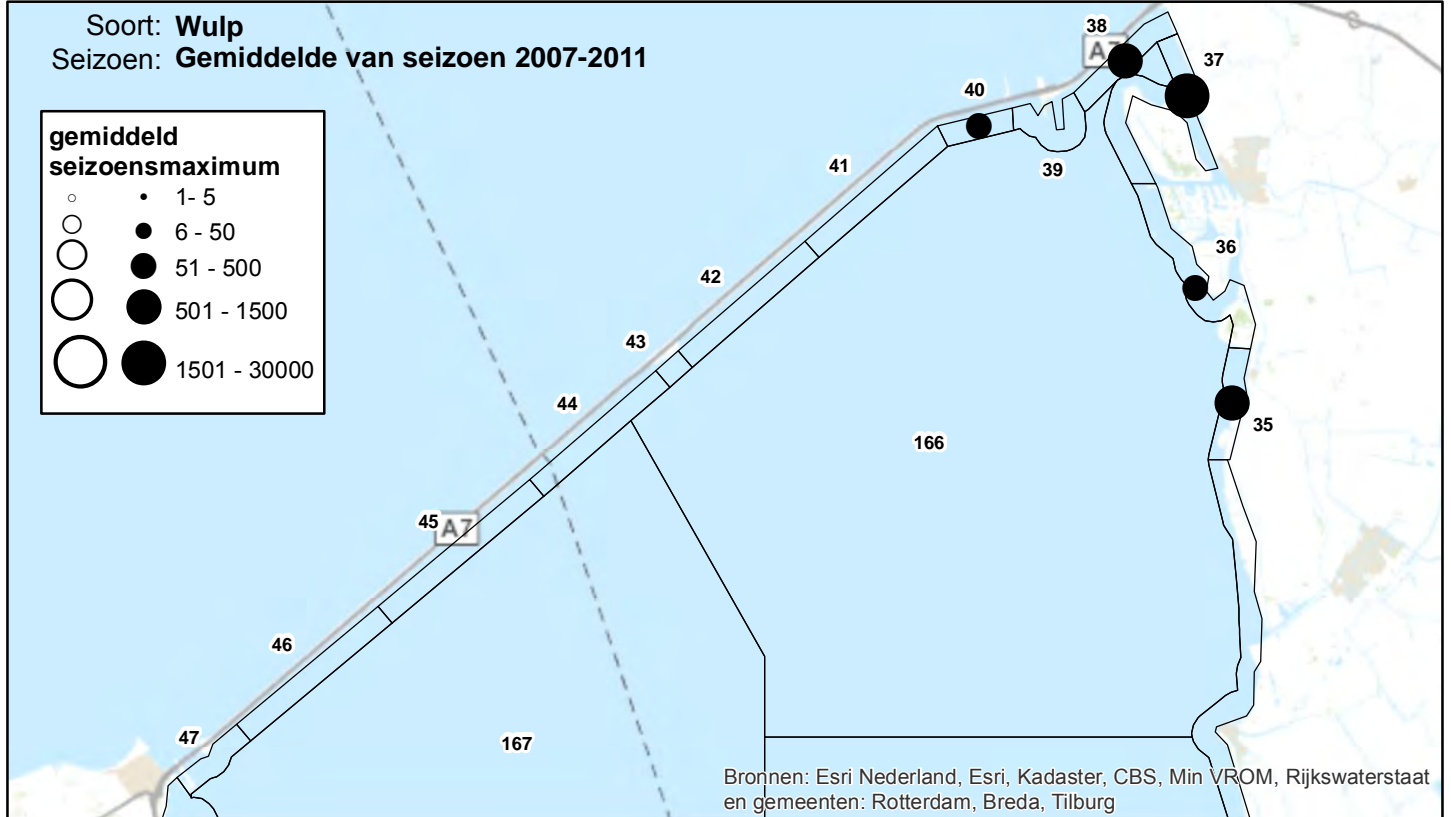 Soort: Wulp
Seizoen: Gemiddelde van seizoen 2007-2011
gemiddeld
seizoensmaximum
1- 5
6 - 50
51 - 500
501 - 1500
1501 - 30000
38
A7
37
40
41
39
36
42
43
44
35
166
45
A7
46
47
167
Bronnen: Esri Nederland, Esri, Kadaster, CBS, Min VROM, Rijkswaterstaat
en gemeenten: Rotterdam, Breda, Tilburg